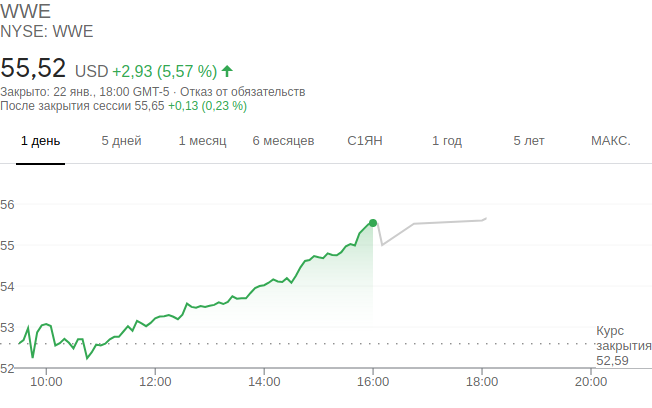 WWE
NYSE: WWE
55,52 USD +2,93 (5,57 %)
Закрыто: 22 янв., 18:00 GMT-5 · Отказ от обязательств
После закрытия сессии 55,65 +0,13 (0,23 %)
1 день 5 дней 1 месяц 6 месяцев С1ЯН 1 год 5 лет МАКС.
56
55
54
53
Курс
закрытия
52,59
52
10:00 12:00 14:00 16:00 18:00 20:00